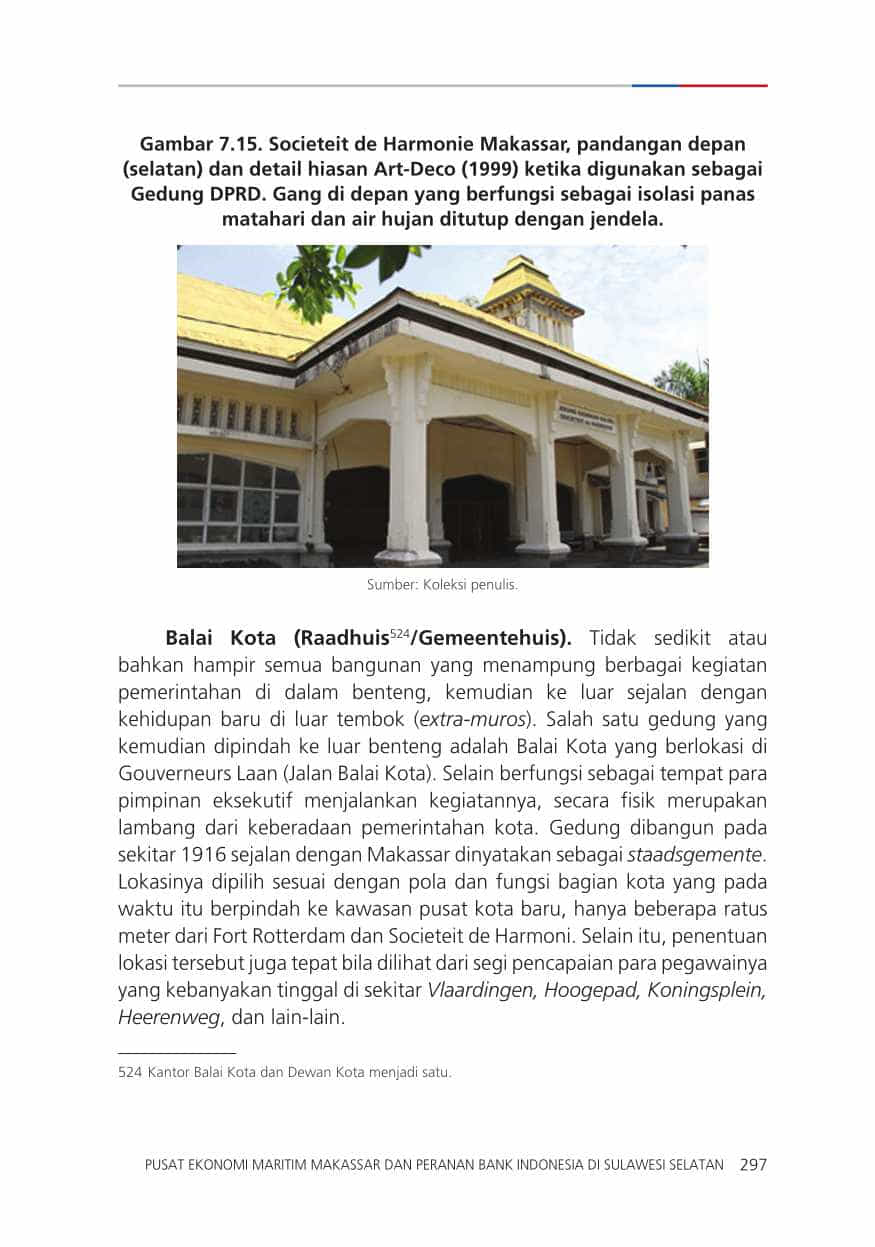 Gambar 7.15. Societeit de Harmonie Makassar, pandangan depan
(selatan) dan detail hiasan Art-Deco (1999) ketika digunakan sebagai
Gedung DPRD. Gang di depan yang berfungsi sebagai isolasi panas
matahari dan air hujan ditutup dengan jendela.
Sumber: Koleksi penulis.
Balai Kota (Raadhuis524/Gemeentehuis). Tidak sedikit atau
bahkan hampir semua bangunan yang menampung berbagai kegiatan
pemerintahan di dalam benteng, kemudian ke luar sejalan dengan
kehidupan baru di luar tembok (extra-muros). Salah satu gedung yang
kemudian dipindah ke luar benteng adalah Balai Kota yang berlokasi di
Gouverneurs Laan (Jalan Balai Kota). Selain berfungsi sebagai tempat para
pimpinan eksekutif menjalankan kegiatannya, secara fisik merupakan
lambang dari keberadaan pemerintahan kota. Gedung dibangun pada
sekitar 1916 sejalan dengan Makassar dinyatakan sebagai staadsgemente.
Lokasinya dipilih sesuai dengan pola dan fungsi bagian kota yang pada
waktu itu berpindah ke kawasan pusat kota baru, hanya beberapa ratus
meter dari Fort Rotterdam dan Societeit de Harmoni. Selain itu, penentuan
lokasi tersebut juga tepat bila dilihat dari segi pencapaian para pegawainya
yang kebanyakan tinggal di sekitar Vlaardingen, Hoogepad, Koningsplein,
Heerenweg, dan lain-lain.
524 Kantor Balai Kota dan Dewan Kota menjadi satu.
PUSAT EKONOMI MARITIM MAKASSAR DAN PERANAN BANK INDONESIA DI SULAWESI SELATAN 297